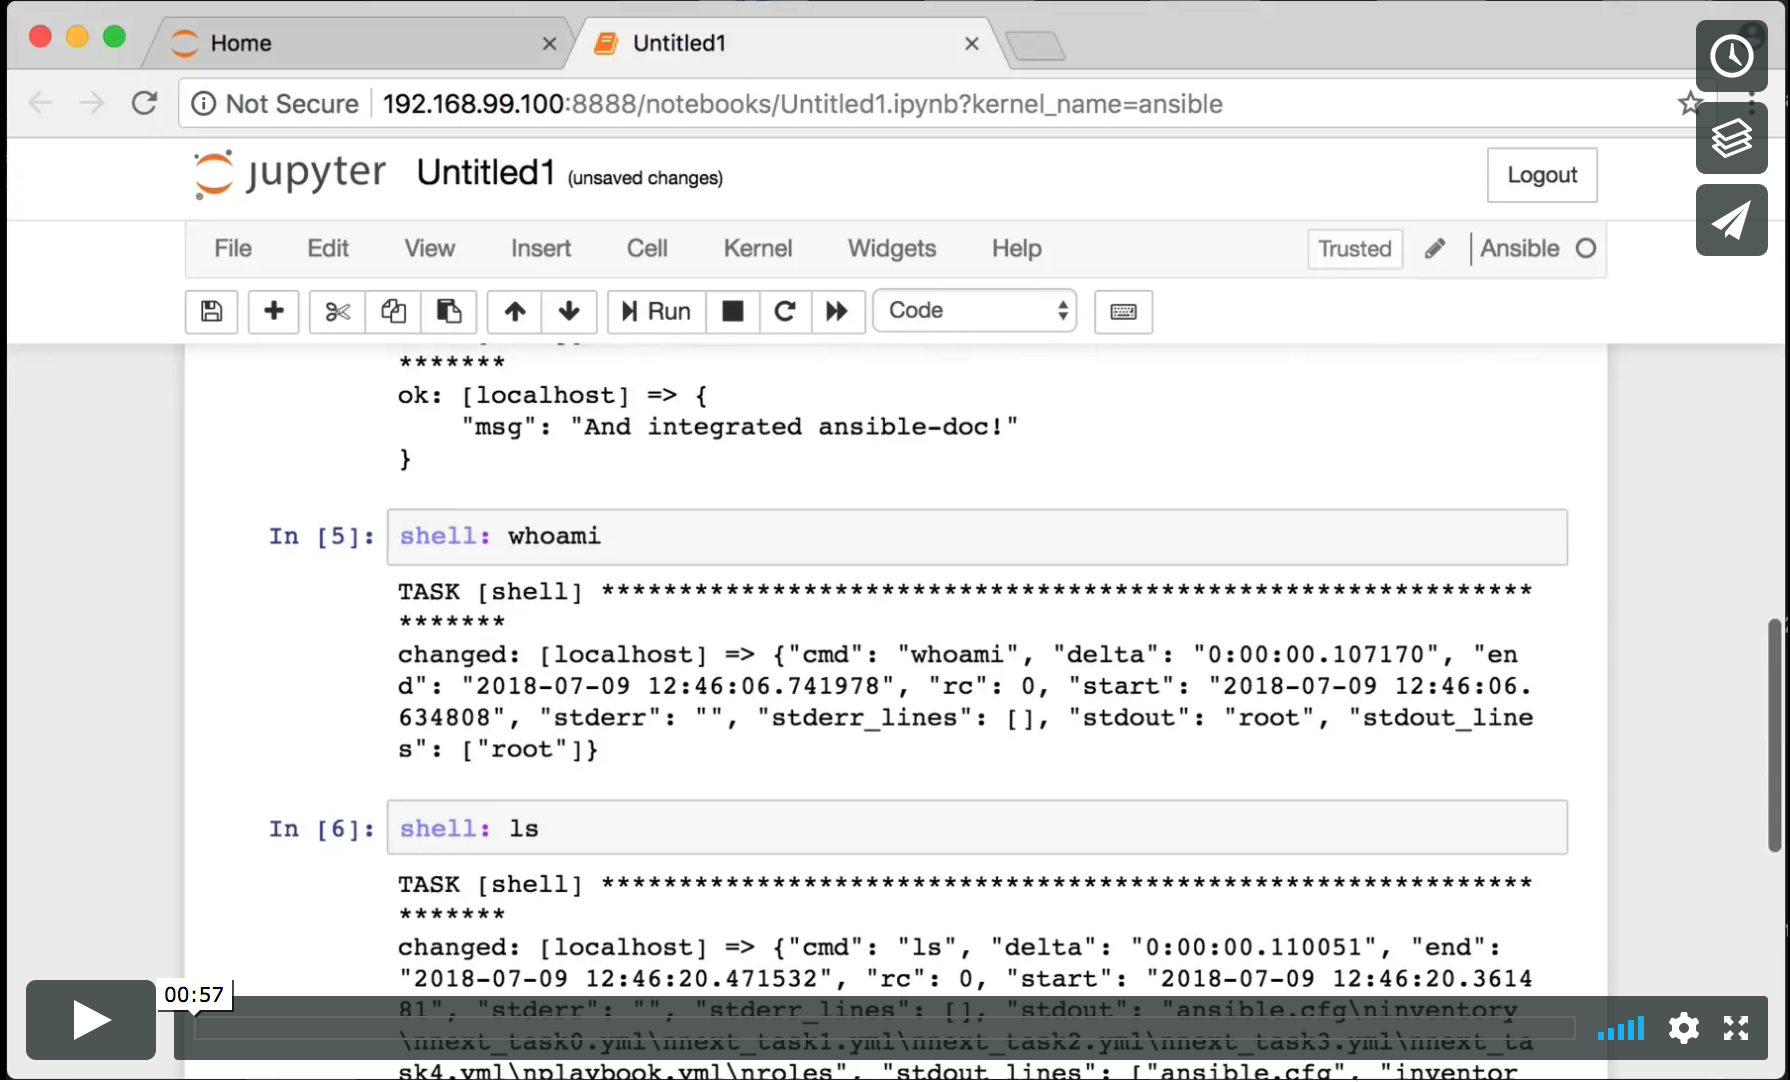 Home
Untitled1
Not Secure
192.168.99.100:8888/notebooks/Untitled1.ipynb?kernel_name=ansible
jupyter Untitled1 (unsaved changes)
Logout
File Edit View Insert Cell Kernel Widgets Help Trusted Ansible
Run Code
*******
ok: [localhost] => {
"msg": "And integrated ansible-doc!"
}
In [5]: shell: whoami
TASK [shell] ************************************************************
*******
changed: [localhost] => {"cmd": "whoami", "delta": "0:00:00.107170", "en
d": "2018-07-09 12:46:06.741978", "rc": 0, "start": "2018-07-09 12:46:06.
634808", "stderr": "", "stderr_lines": [], "stdout": "root", "stdout_line
s": ["root"]}
In [6]: shell: ls
TASK [shell] ************************************************************
*******
changed: [localhost] => {"cmd": "ls", "delta": "0:00:00.110051", "end":
"2018-07-09 12:46:20.471532", "rc": 0, "start": "2018-07-09 12:46:20.3614
00:57
81", "stderr": "", "stderr_lines": [], "stdout": "ansible.cfg\ninventory
\nnext_task0.yml\nnext_task1.yml\nnext_task2.yml\nnext_task3.yml\nnext_ta
sk4.yml\nplaybook.yml\nroles", "stdout_lines": ["ansible.cfg", "inventor